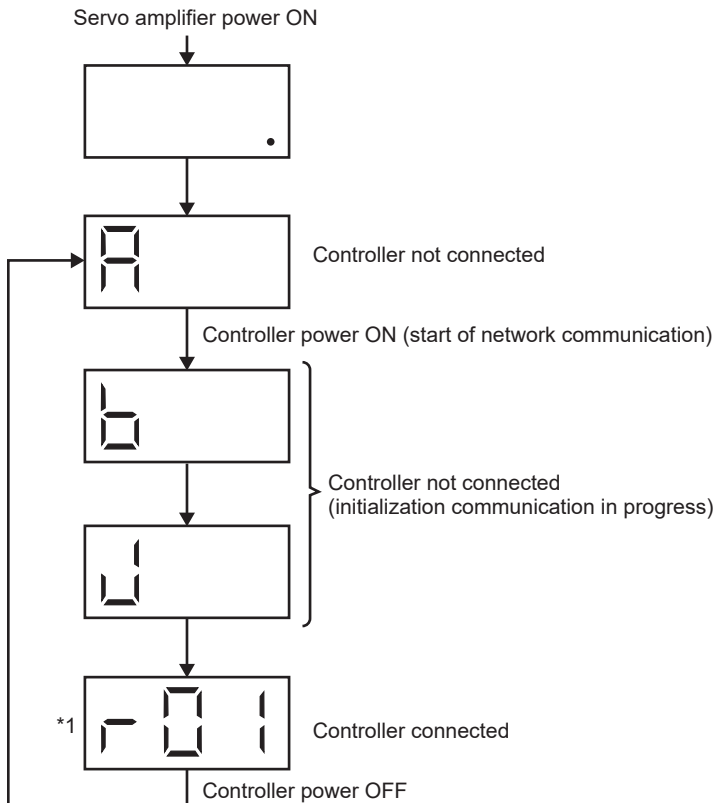 Servo amplifier power ON
.
A
Controller not connected
Controller power ON (start of network communication)
b
Controller not connected
(initialization communication in progress)
J
*1
r01
Controller connected
Controller power OFF